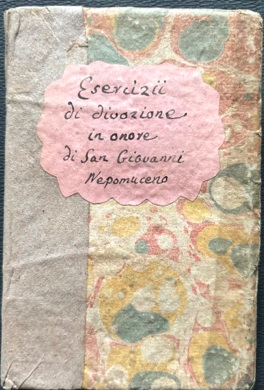 Esercizii
di divozione
in onore
di San Giovanni
Nepomuceno